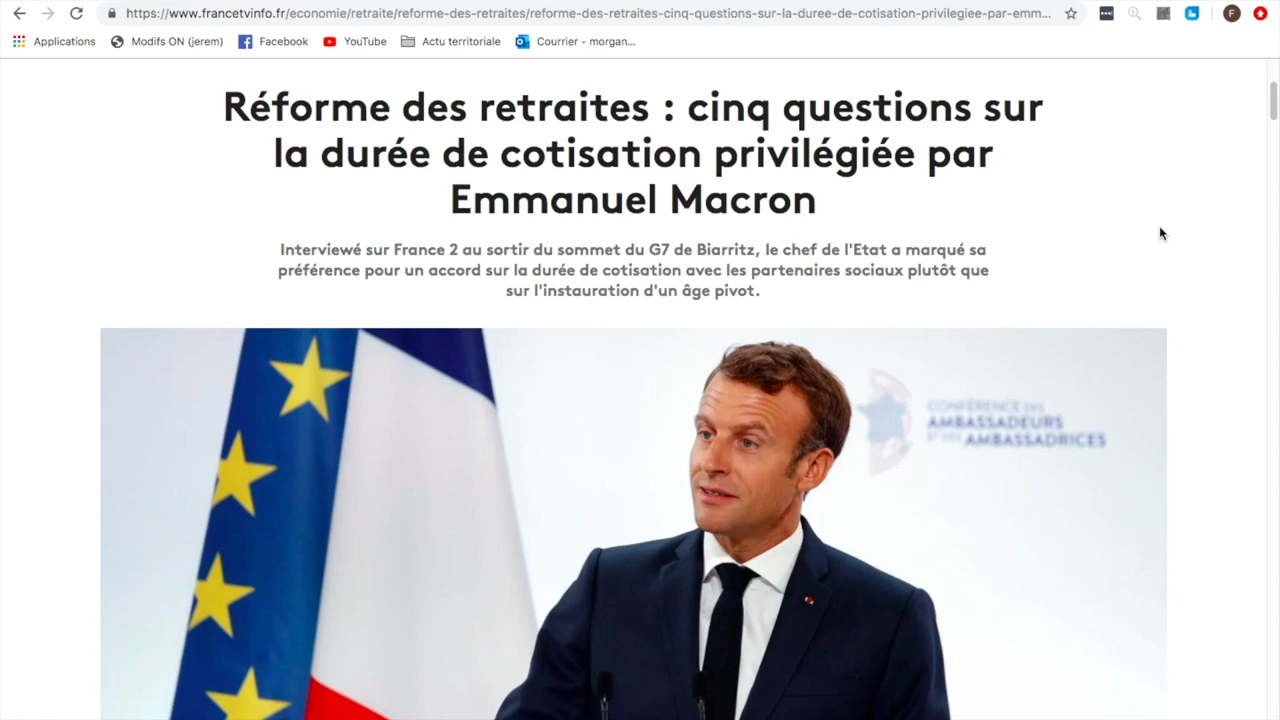 https://www.francetvinfo.fr/economie/retraite/reforme-des-retraites/reforme-des-retraites-cinq-questions-sur-la-duree-de-cotisation-privilegiee-par-emm...
F
Applications
Modifs ON (jerem)
Facebook
YouTube
Actu territoriale
Courrier - morgan...
Réforme des retraites : cinq questions sur
la durée de cotisation privilégiée par
Emmanuel Macron
Interviewé sur France 2 au sortir du sommet du G7 de Biarritz, le chef de l'Etat a marqué sa
préférence pour un accord sur la durée de cotisation avec les partenaires sociaux plutôt que
sur l'instauration d'un âge pivot.
CONFÉRENCE DES
AMBASSADEURS
ET DES AMBASSADRICES